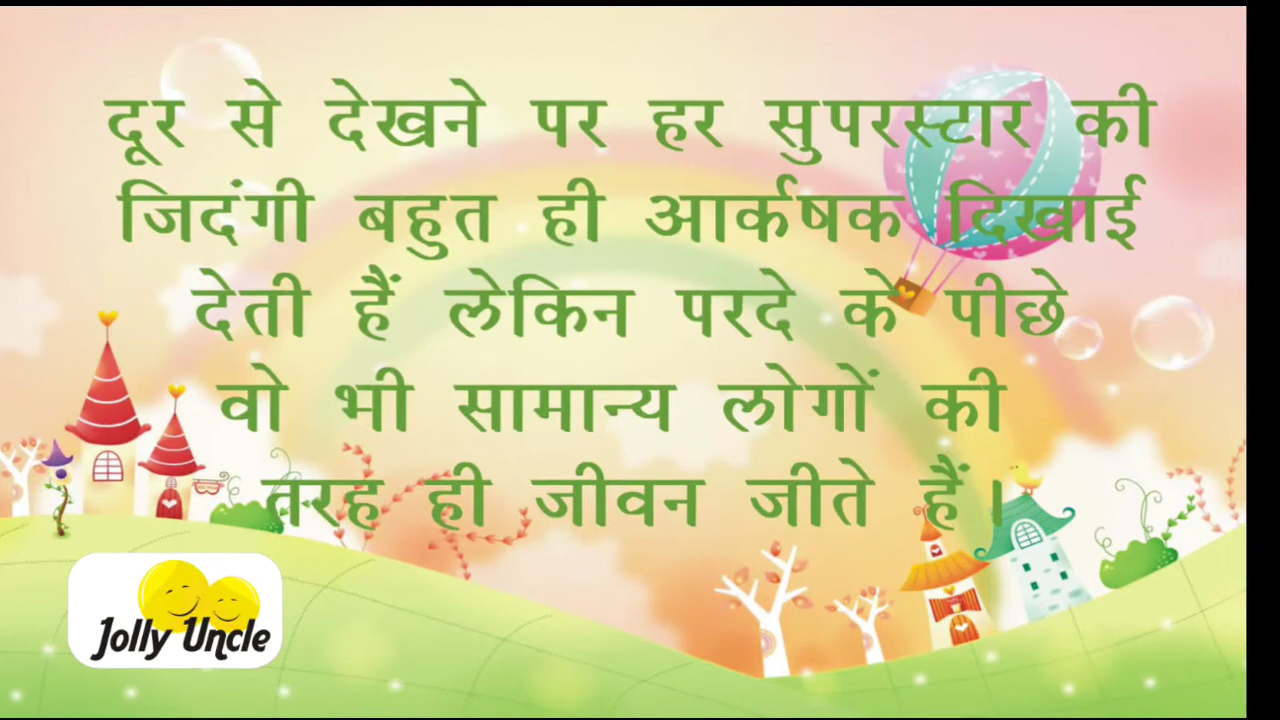 दूर से देखने पर हर सुपरस्टार की
जिदंगी बहुत ही आर्कषक दिखाई
देती हैं लेकिन परदे के पीछे
वो भी सामान्य लोगों की
तरह ही जीवन जीते हैं।
Jolly Uncle